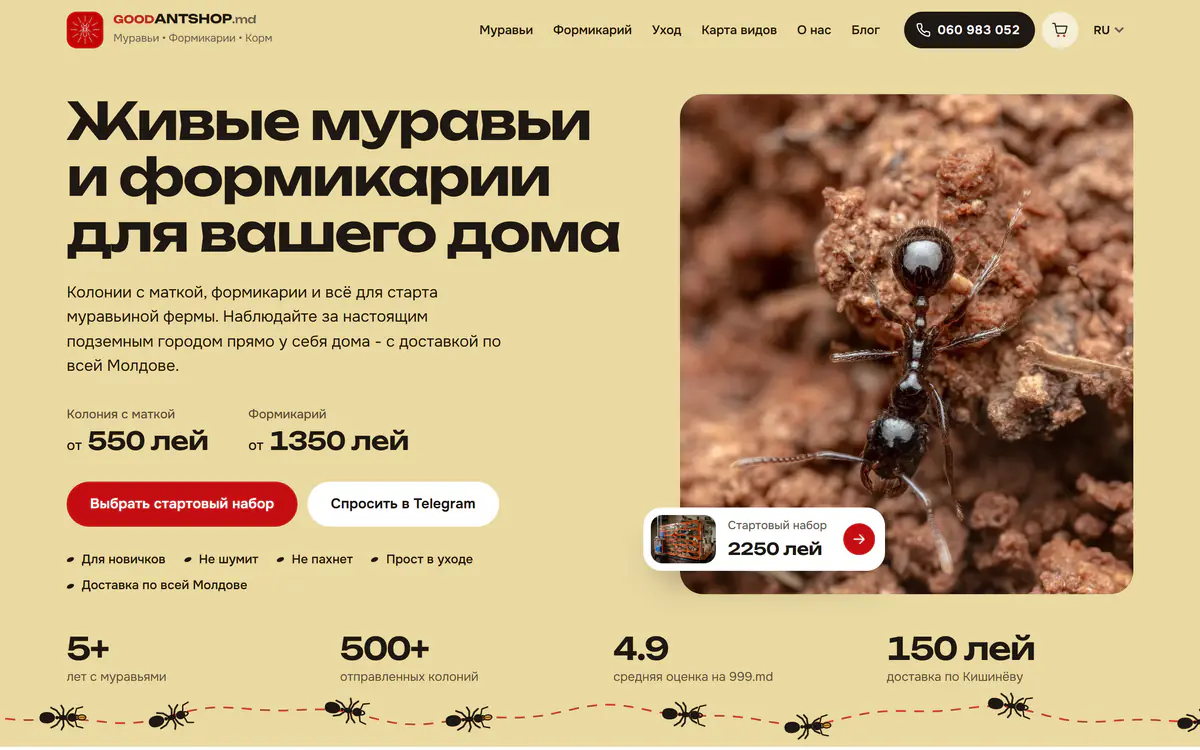 GOODANTSHOP.md
Муравьи • Формикарии • Корм
Муравьи Формикарий Уход Карта видов О нас Блог 060 983 052 RU
Живые муравьи
и формикарии
для вашего дома
Колонии с маткой, формикарии и всё для старта
муравьиной фермы. Наблюдайте за настоящим
подземным городом прямо у себя дома - с доставкой по
всей Молдове.
Колония с маткой Формикарий
от 550 лей от 1350 лей
Выбрать стартовый набор Спросить в Telegram
Для новичков Не шумит Не пахнет Прост в уходе
Доставка по всей Молдове
Стартовый набор
2250 лей
5+ 500+ 4.9 150 лей
лет с муравьями отправленных колоний средняя оценка на 999.md доставка по Кишинёву